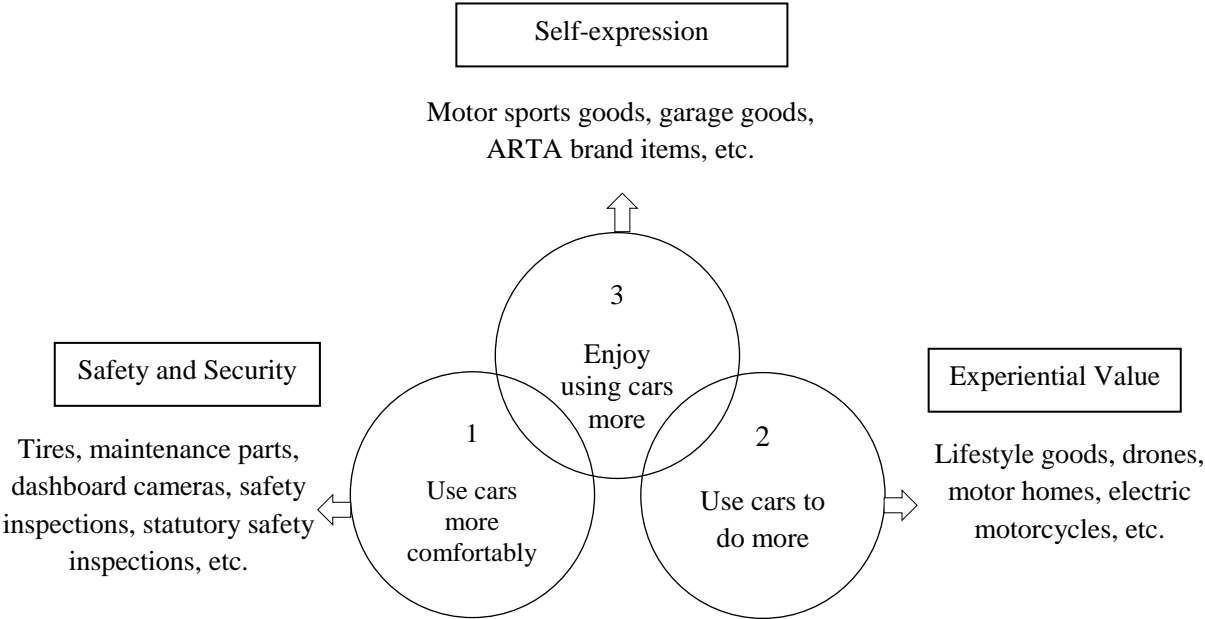 Self-expression
Motor sports goods, garage goods,
ARTA brand items, etc.
3
Enjoy
using cars
more
Safety and Security
Tires, maintenance parts,
dashboard cameras, safety
inspections, statutory safety
inspections, etc.
1
Use cars
more
comfortably
2
Use cars to
do more
Experiential Value
Lifestyle goods, drones,
motor homes, electric
motorcycles, etc.